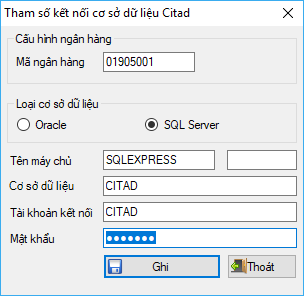 Tham số kết nối cơ sở dữ liệu Citad
Cấu hình ngân hàng
Mã ngân hàng 01905001
Loại cơ sở dữ liệu
Oracle SQL Server
Tên máy chủ SQLEXPRESS
Cơ sở dữ liệu CITAD
Tài khoản kết nối CITAD
Mật khẩu ●●●●●●●
Ghi Thoát